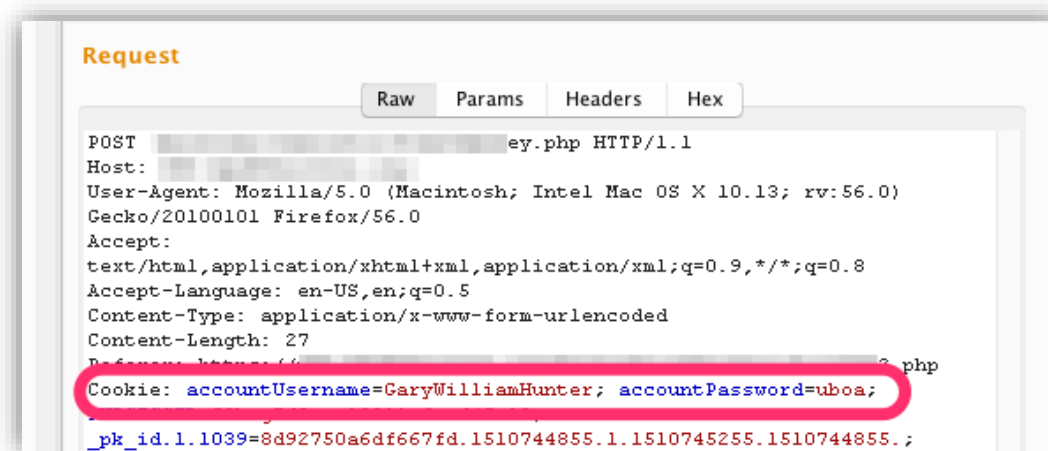 Request
Raw Params Headers Hex
POST ey.php HTTP/1.1
Host:
User-Agent: Mozilla/5.0 (Macintosh; Intel Mac OS X 10.13; rv:56.0)
Gecko/20100101 Firefox/56.0
Accept:
text/html,application/xhtml+xml,application/xml;q=0.9,*/*;q=0.8
Accept-Language: en-US,en;q=0.5
Content-Type: application/x-www-form-urlencoded
Content-Length: 27
.php
Cookie: accountUsername=GaryWilliamHunter; accountPassword=uboa;
_pk_id.1.1039=8d92750a6df667fd.1510744855.1.1510745255.1510744855.;